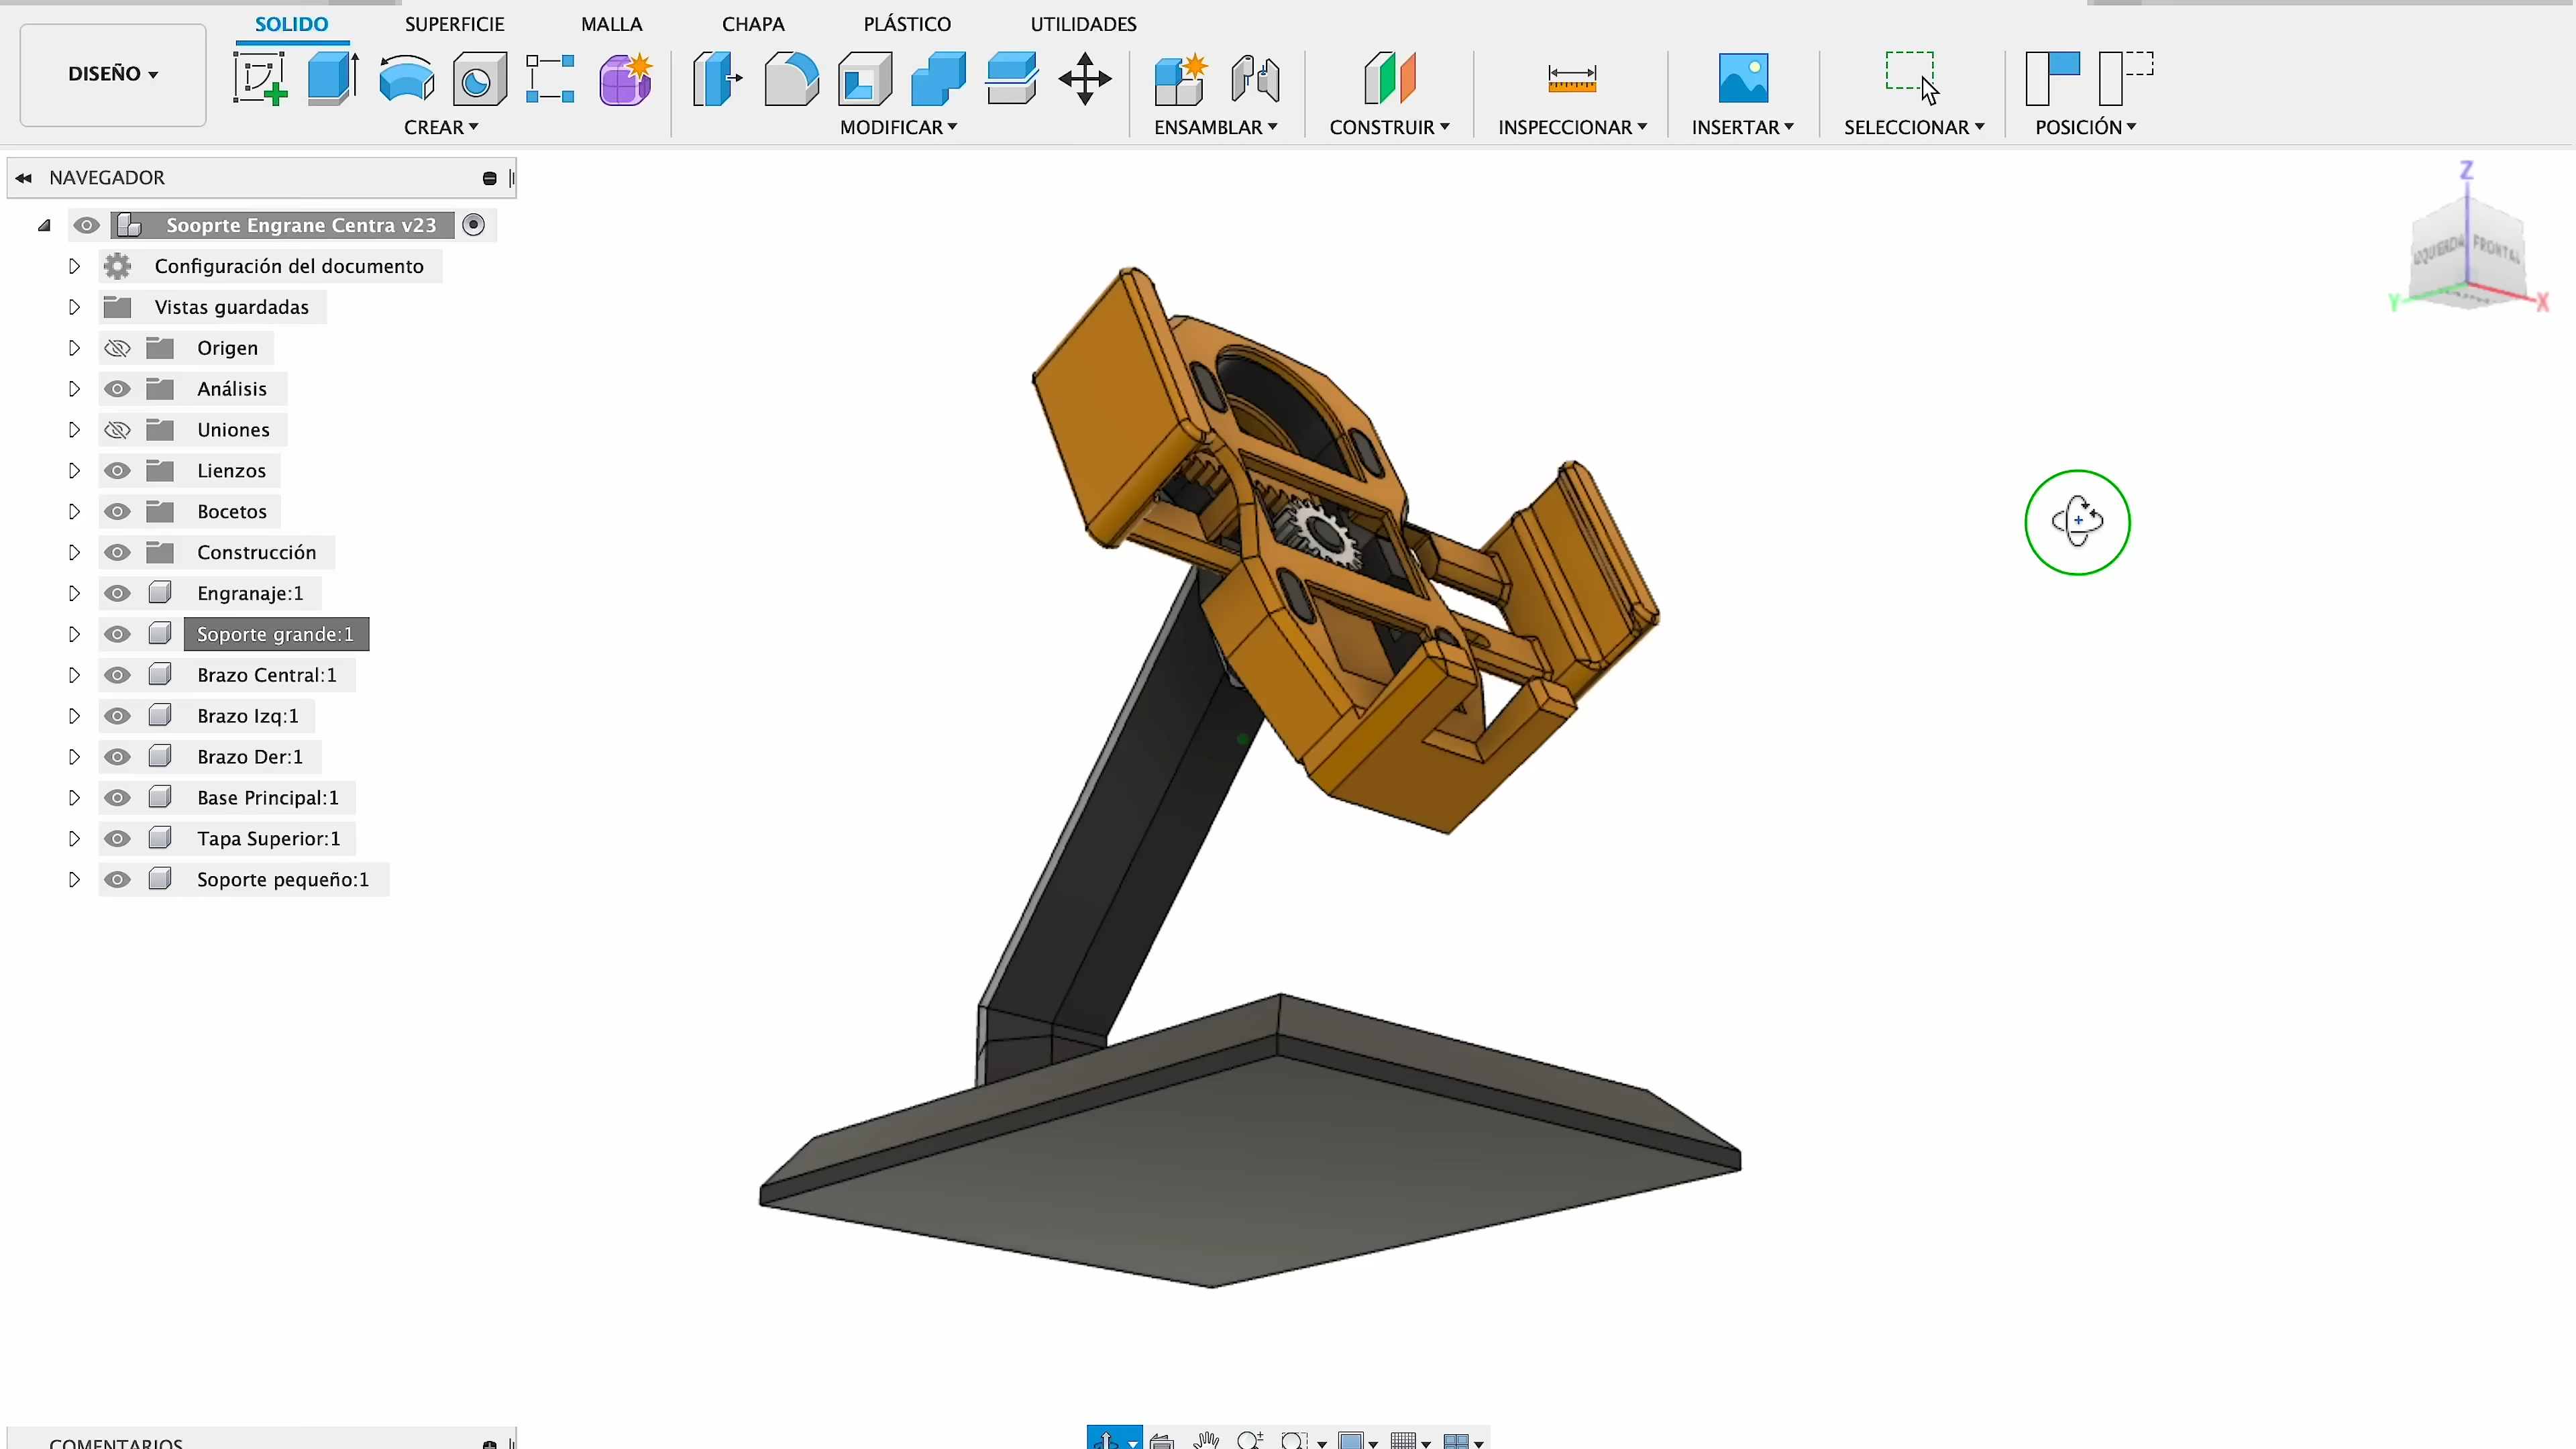 SOLIDO SUPERFICIE MALLA CHAPA PLÁSTICO UTILIDADES
DISEÑO
CREAR MODIFICAR ENSAMBLAR CONSTRUIR INSPECCIONAR INSERTAR SELECCIONAR POSICIÓN
NAVEGADOR
Sooprte Engrane Centra v23
Configuración del documento
Vistas guardadas
Origen
Análisis
Uniones
Lienzos
Bocetos
Construcción
Engranaje:1
Soporte grande:1
Brazo Central:1
Brazo Izq:1
Brazo Der:1
Base Principal:1
Tapa Superior:1
Soporte pequeño:1
Z
FRONTAL
Y
X
COMENTARIOS